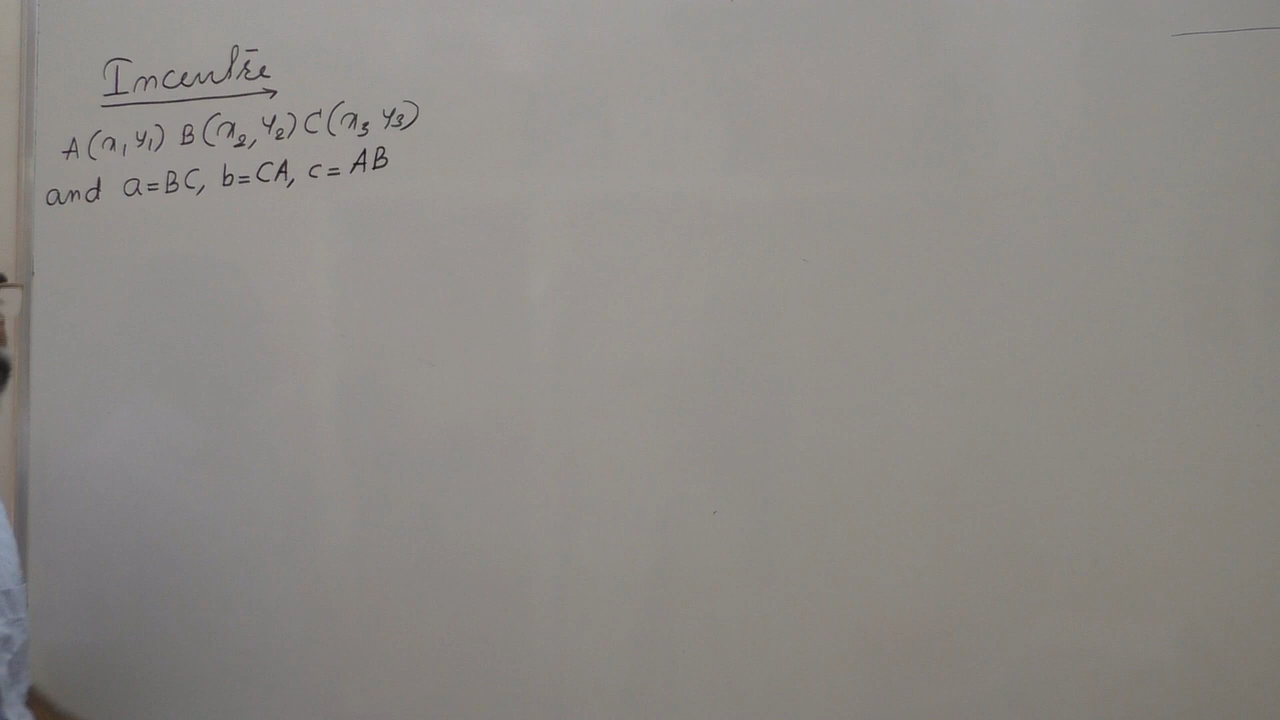 Incentre
A(x₁ y₁) B(x₂, y₂) C(x₃ y₃)
and a=BC, b=CA, c=AB